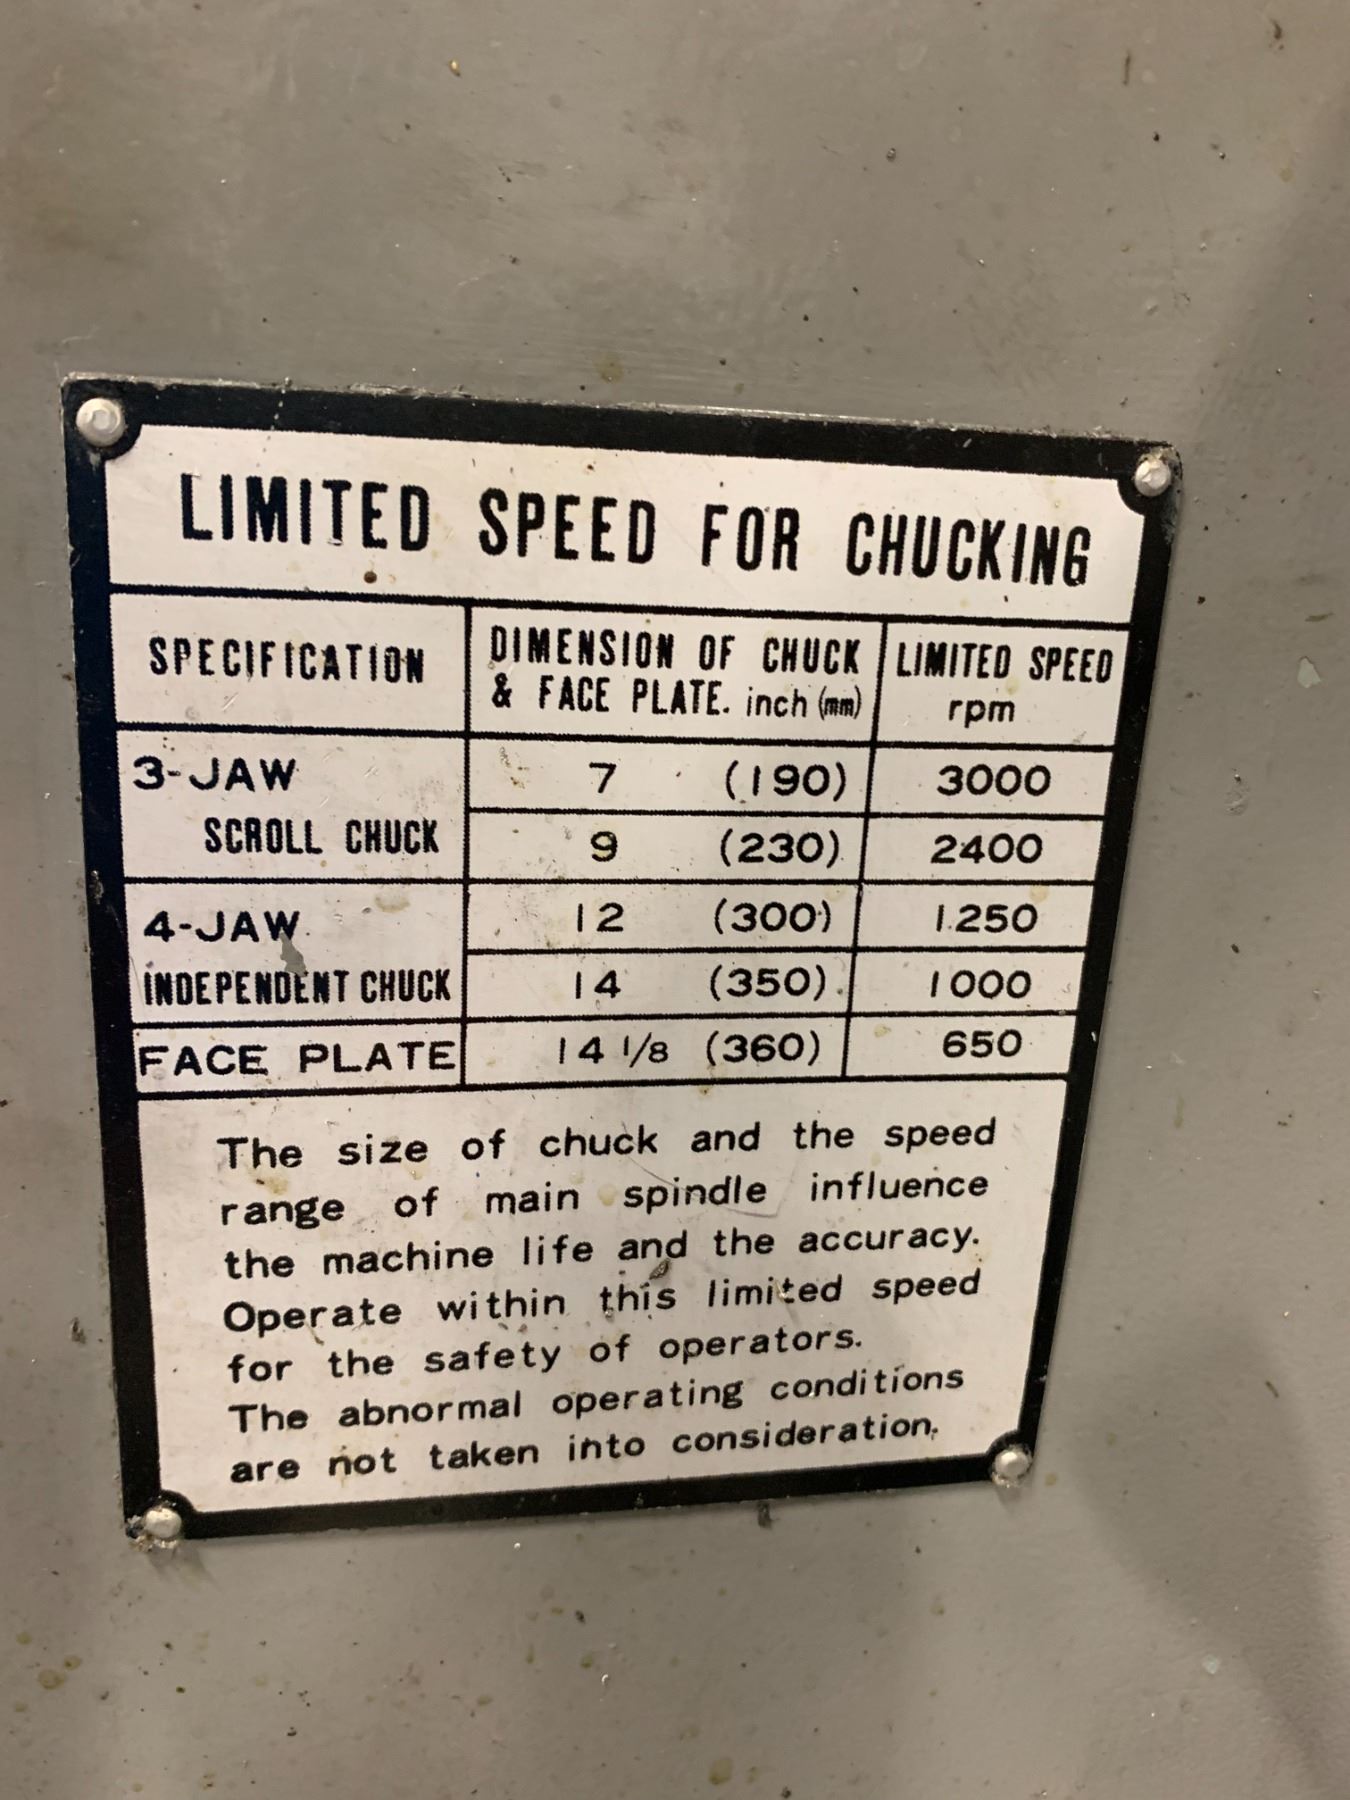 LIMITED SPEED FOR CHUCKING
SPECIFICATION
DIMENSION OF CHUCK
& FACE PLATE. inch (mm)
LIMITED SPEED
rpm
3-JAW
SCROLL CHUCK
7 (190) 3000
9 (230) 2400
4-JAW
INDEPENDENT CHUCK
12 (300) 1250
14 (350) 1000
FACE PLATE 14 1/8 (360) 650
The size of chuck and the speed
range of main spindle influence
the machine life and the accuracy.
Operate within this limited speed
for the safety of operators.
The abnormal operating conditions
are not taken into consideration.